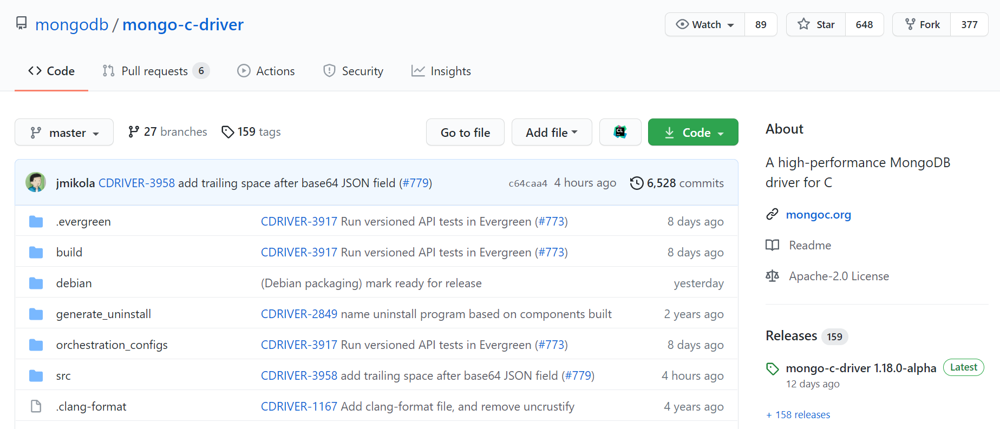 mongodb / mongo-c-driver
Watch 89 Star 648 Fork 377
Code Pull requests 6 Actions Security Insights
master 27 branches 159 tags Go to file Add file CL Code
jmikola CDRIVER-3958 add trailing space after base64 JSON field (#779) c64caa4 4 hours ago 6,528 commits
.evergreen CDRIVER-3917 Run versioned API tests in Evergreen (#773) 8 days ago
build CDRIVER-3917 Run versioned API tests in Evergreen (#773) 8 days ago
debian (Debian packaging) mark ready for release yesterday
generate_uninstall CDRIVER-2849 name uninstall program based on components built 2 years ago
orchestration_configs CDRIVER-3917 Run versioned API tests in Evergreen (#773) 8 days ago
src CDRIVER-3958 add trailing space after base64 JSON field (#779) 4 hours ago
.clang-format CDRIVER-1167 Add clang-format file, and remove uncrustify 4 years ago
About
A high-performance MongoDB
driver for C
mongoc.org
Readme
Apache-2.0 License
Releases 159
mongo-c-driver 1.18.0-alpha Latest
12 days ago
+ 158 releases